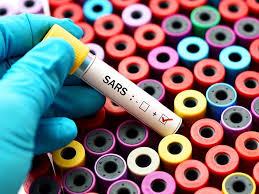 SARS
: - ☐ + ☑